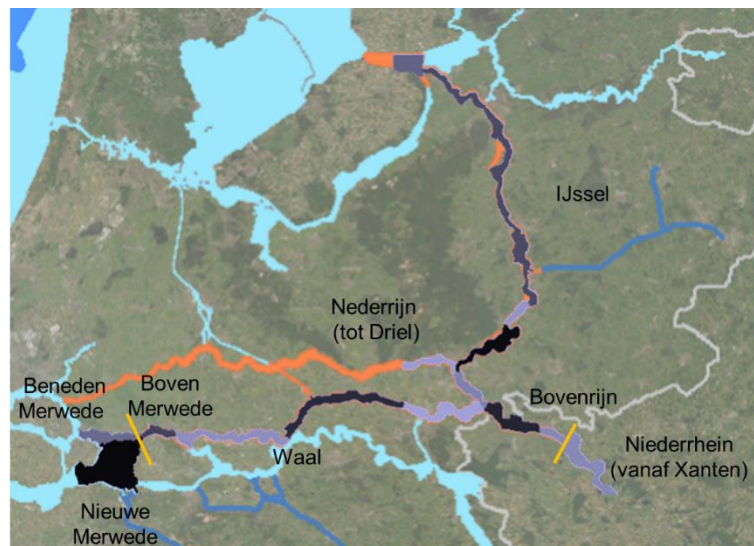 IJssel
Nederrijn
(tot Driel)
Beneden
Merwede
Boven
Merwede
Bovenrijn
Waal
Niederrhein
(vanaf Xanten)
Nieuwe
Merwede